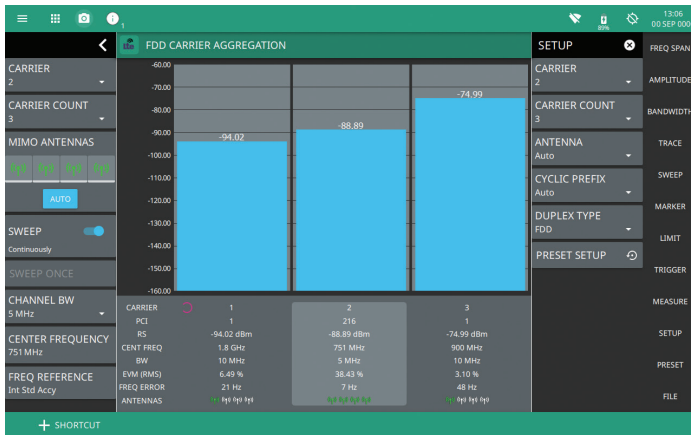 1
89%
13:06
00 SEP 000
FDD CARRIER AGGREGATION
CARRIER
2
CARRIER COUNT
3
MIMO ANTENNAS
AUTO
SWEEP
Continuously
SWEEP ONCE
CHANNEL BW
5 MHz
CENTER FREQUENCY
751 MHz
FREQ REFERENCE
Int Std Accy
-60.00
-70.00
-80.00
-90.00
-100.00
-110.00
-120.00
-130.00
-140.00
-150.00
-160.00
-94.02
-88.89
-74.99
CARRIER 1 2 3
PCI 1 216 1
RS -94.02 dBm -88.89 dBm -74.99 dBm
CENT FREQ 1.8 GHz 751 MHz 900 MHz
BW 10 MHz 5 MHz 10 MHz
EVM (RMS) 6.49 % 38.43 % 3.10 %
FREQ ERROR 21 Hz 7 Hz 48 Hz
ANTENNAS
SETUP
CARRIER
2
CARRIER COUNT
3
ANTENNA
Auto
CYCLIC PREFIX
Auto
DUPLEX TYPE
FDD
PRESET SETUP
FREQ SPAN
AMPLITUDE
BANDWIDTH
TRACE
SWEEP
MARKER
LIMIT
TRIGGER
MEASURE
SETUP
PRESET
FILE
+ SHORTCUT